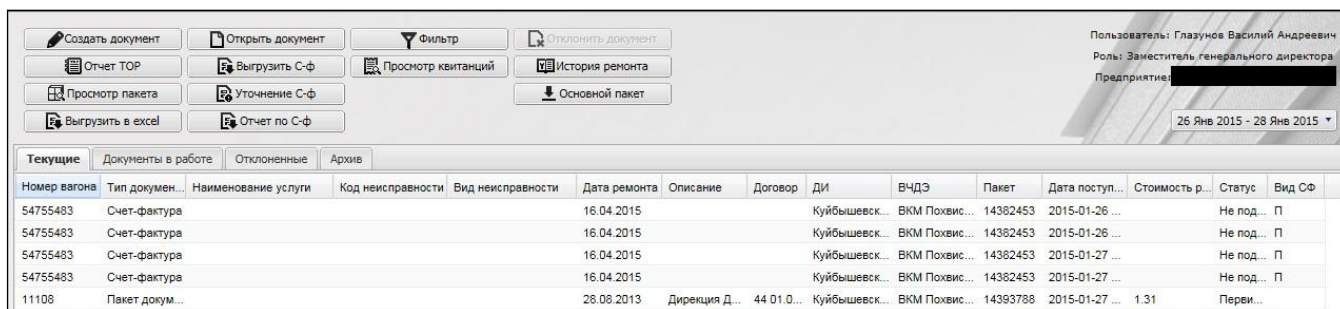 Создать документ Открыть документ Фильтр Отклонить документ
Отчет ТОР Выгрузить С-ф Просмотр квитанций История ремонта
Просмотр пакета Уточнение С-ф Основной пакет
Выгрузить в excel Отчет по С-ф
Пользователь: Глазунов Василий Андреевич
Роль: Заместитель генерального директора
Предприятие:
26 Янв 2015 - 28 Янв 2015
Текущие Документы в работе Отклоненные Архив
Номер вагона Тип докумен... Наименование услуги Код неисправности Вид неисправности Дата ремонта Описание Договор ДИ ВЧДЭ Пакет Дата поступ... Стоимость р... Статус Вид СФ
54755483 Счет-фактура 16.04.2015 Куйбышевск... ВКМ Похвис... 14382453 2015-01-26 ... Не под... П
54755483 Счет-фактура 16.04.2015 Куйбышевск... ВКМ Похвис... 14382453 2015-01-26 ... Не под... П
54755483 Счет-фактура 16.04.2015 Куйбышевск... ВКМ Похвис... 14382453 2015-01-27 ... Не под... П
54755483 Счет-фактура 16.04.2015 Куйбышевск... ВКМ Похвис... 14382453 2015-01-27 ... Не под... П
11108 Пакет докум... 28.08.2013 Дирекция Д... 44 01.0... Куйбышевск... ВКМ Похвис... 14393788 2015-01-27 ... 1.31 Перви...